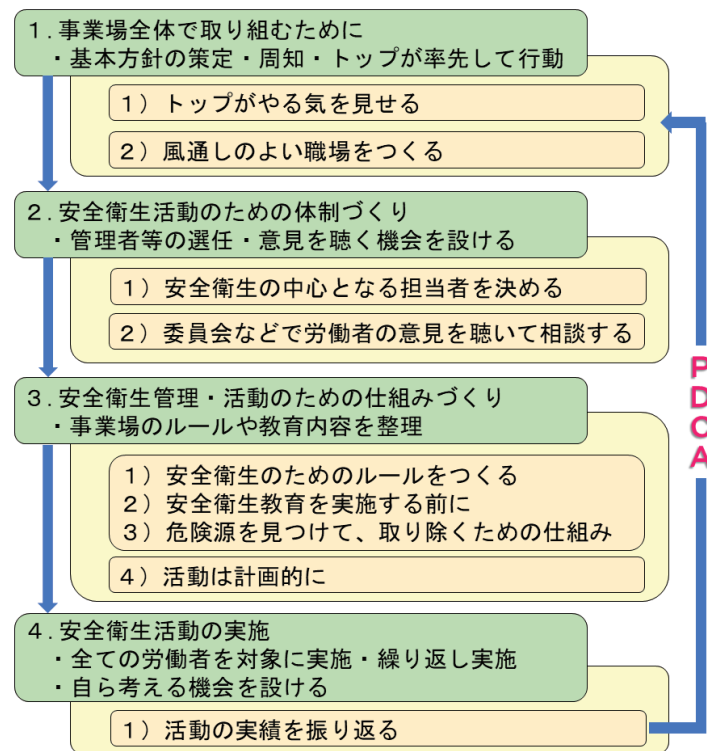 １．事業場全体で取り組むために
・基本方針の策定・周知・トップが率先して行動
１）トップがやる気を見せる
２）風通しのよい職場をつくる
２．安全衛生活動のための体制づくり
・管理者等の選任・意見を聴く機会を設ける
１）安全衛生の中心となる担当者を決める
２）委員会などで労働者の意見を聴いて相談する
３．安全衛生管理・活動のための仕組みづくり
・事業場のルールや教育内容を整理
１）安全衛生のためのルールをつくる
２）安全衛生教育を実施する前に
３）危険源を見つけて、取り除くための仕組み
４）活動は計画的に
４．安全衛生活動の実施
・全ての労働者を対象に実施・繰り返し実施
・自ら考える機会を設ける
１）活動の実績を振り返る
ＰＤＣＡ